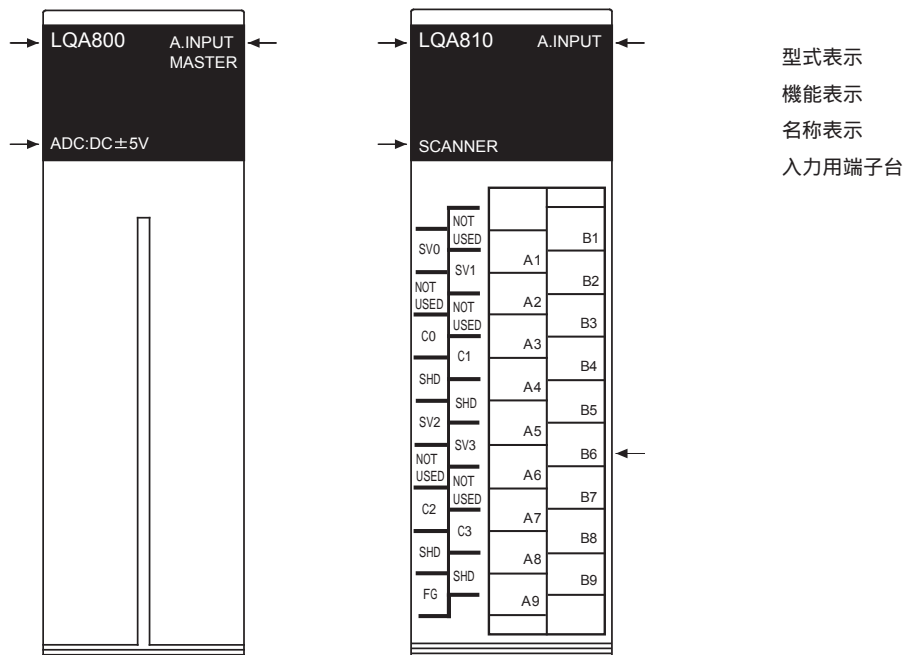 LQA800
A.INPUT
MASTER
ADC:DC±5V
LQA810
A.INPUT
SCANNER
NOT
USED
SV0
SV1
NOT
USED
NOT
USED
C0
C1
SHD
SHD
SV2
SV3
NOT
USED
NOT
USED
C2
C3
SHD
SHD
FG
B1
A1
B2
A2
B3
A3
B4
A4
B5
A5
B6
A6
B7
A7
B8
A8
B9
A9
型式表示
機能表示
名称表示
入力用端子台